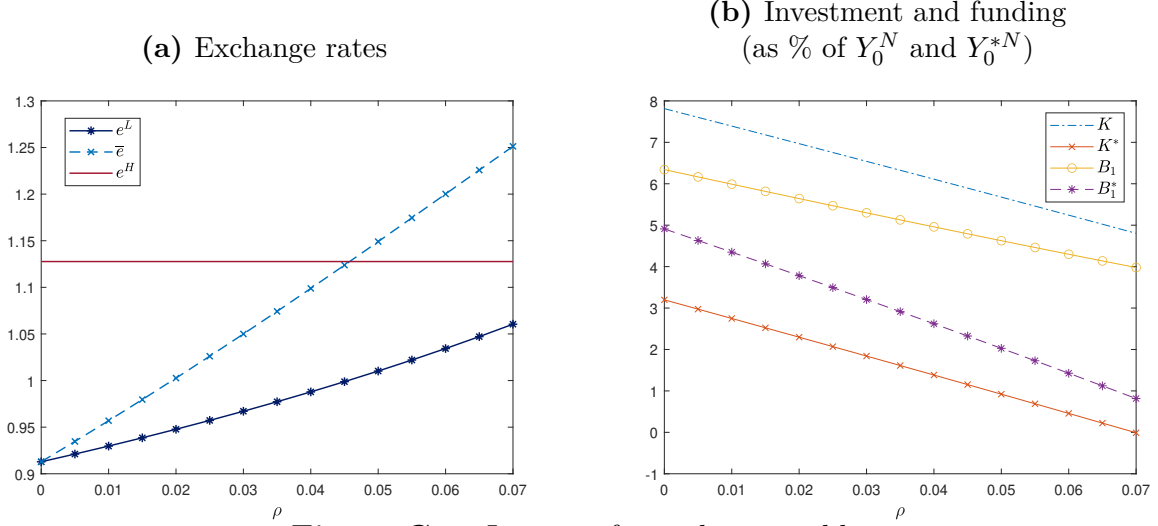 (a) Exchange rates
(b) Investment and funding
(as % of $Y_0^N$ and $Y_0^{*N}$)
1.3
1.25
1.2
1.15
1.1
1.05
1
0.95
0.9
$e^L$
$\overline{e}$
$e^H$
0 0.01 0.02 0.03 0.04 0.05 0.06 0.07
$\rho$
8
7
6
5
4
3
2
1
0
-1
$K$
$K^*$
$B_1$
$B_1^*$
0 0.01 0.02 0.03 0.04 0.05 0.06 0.07
$\rho$